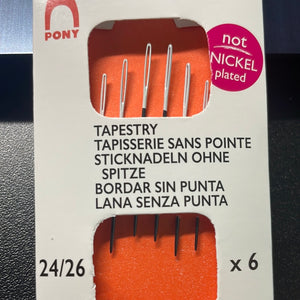 PONY
not
NICKEL
plated
TAPESTRY
TAPISSERIE SANS POINTE
STICKNADELN OHNE
SPITZE
BORDAR SIN PUNTA
LANA SENZA PUNTA
24/26
x 6